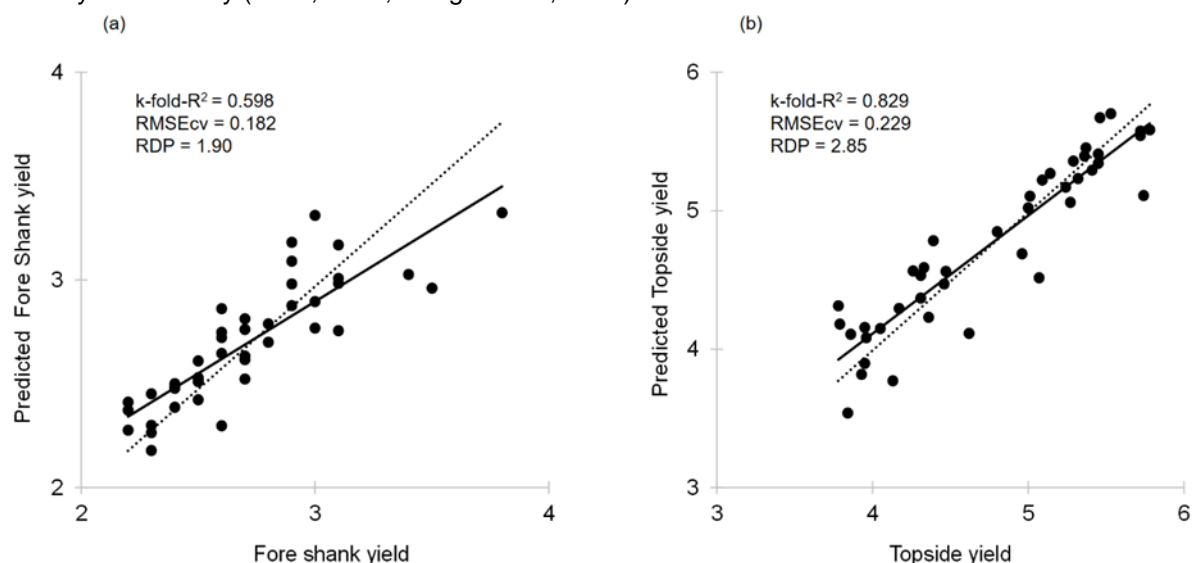 (a)
4
k-fold-R² = 0.598
RMSEcv = 0.182
RDP = 1.90
Predicted Fore Shank yield
3
2
2
3
4
Fore shank yield
(b)
6
k-fold-R² = 0.829
RMSEcv = 0.229
RDP = 2.85
Predicted Topside yield
5
4
3
3
4
5
6
Topside yield